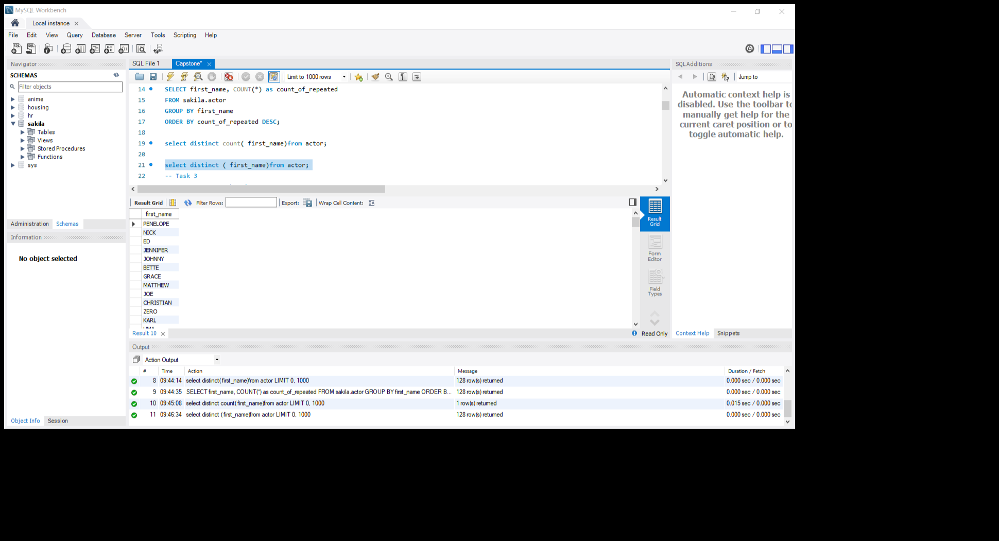 MySQL Workbench
Local instance
File Edit View Query Database Server Tools Scripting Help
Navigator
SCHEMAS
Filter objects
anime
housing
hr
sakila
Tables
Views
Stored Procedures
Functions
sys
Administration Schemas
Information
No object selected
Object Info Session
SQL File 1 Capstone*
Limit to 1000 rows
14 SELECT first_name, COUNT(*) as count_of_repeated
15 FROM sakila.actor
16 GROUP BY first_name
17 ORDER BY count_of_repeated DESC;
18
19 select distinct count( first_name)from actor;
20
21 select distinct ( first_name)from actor;
22 -- Task 3
Result Grid Filter Rows: Export: Wrap Cell Content:
first_name
PENELOPE
NICK
ED
JENNIFER
JOHNNY
BETTE
GRACE
MATTHEW
JOE
CHRISTIAN
ZERO
KARL
UMA
Result Grid
Form Editor
Field Types
Result 10
Read Only
SQLAdditions
Jump to
Automatic context help is
disabled. Use the toolbar to
manually get help for the
current caret position or to
toggle automatic help.
Context Help Snippets
Output
Action Output
# Time Action Message Duration / Fetch
8 09:44:14 select distinct( first_name)from actor LIMIT 0, 1000 128 row(s) returned 0.000 sec / 0.000 sec
9 09:44:35 SELECT first_name, COUNT(*) as count_of_repeated FROM sakila.actor GROUP BY first_name ORDER B... 128 row(s) returned 0.000 sec / 0.000 sec
10 09:45:08 select distinct count( first_name)from actor LIMIT 0, 1000 1 row(s) returned 0.015 sec / 0.000 sec
11 09:46:34 select distinct ( first_name)from actor LIMIT 0, 1000 128 row(s) returned 0.000 sec / 0.000 sec